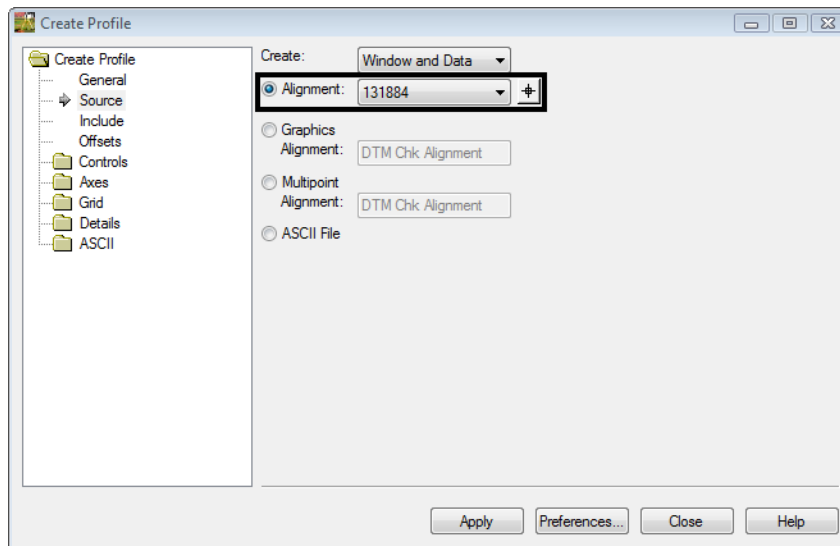 Create Profile
Create Profile
General
Source
Include
Offsets
Controls
Axes
Grid
Details
ASCII
Create: Window and Data
Alignment: 131884
Graphics
Alignment: DTM Chk Alignment
Multipoint
Alignment: DTM Chk Alignment
ASCII File
Apply Preferences... Close Help